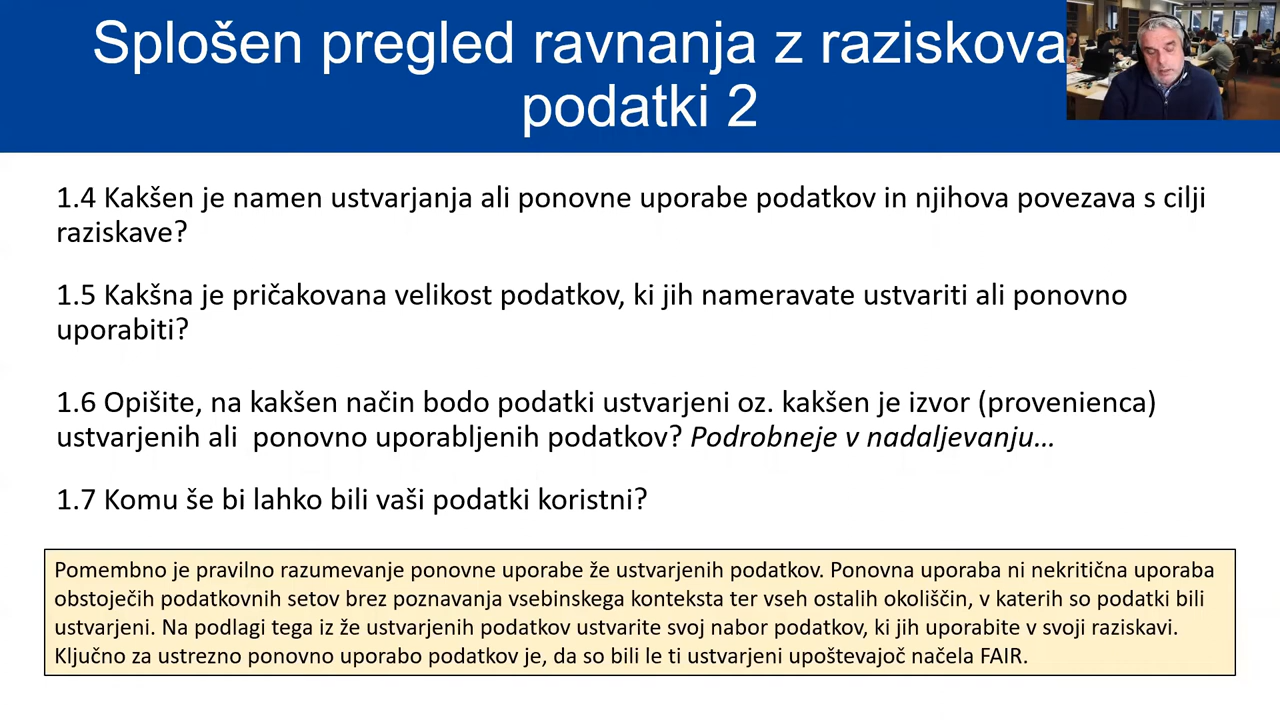 Splošen pregled ravnanja z raziskova
podatki 2
1.4 Kakšen je namen ustvarjanja ali ponovne uporabe podatkov in njihova povezava s cilji
raziskave?
1.5 Kakšna je pričakovana velikost podatkov, ki jih nameravate ustvariti ali ponovno
uporabiti?
1.6 Opišite, na kakšen način bodo podatki ustvarjeni oz. kakšen je izvor (provenienca)
ustvarjenih ali ponovno uporabljenih podatkov? Podrobneje v nadaljevanju…
1.7 Komu še bi lahko bili vaši podatki koristni?
Pomembno je pravilno razumevanje ponovne uporabe že ustvarjenih podatkov. Ponovna uporaba ni nekritična uporaba
obstoječih podatkovnih setov brez poznavanja vsebinskega konteksta ter vseh ostalih okoliščin, v katerih so podatki bili
ustvarjeni. Na podlagi tega iz že ustvarjenih podatkov ustvarite svoj nabor podatkov, ki jih uporabite v svoji raziskavi.
Ključno za ustrezno ponovno uporabo podatkov je, da so bili le ti ustvarjeni upoštevajoč načela FAIR.